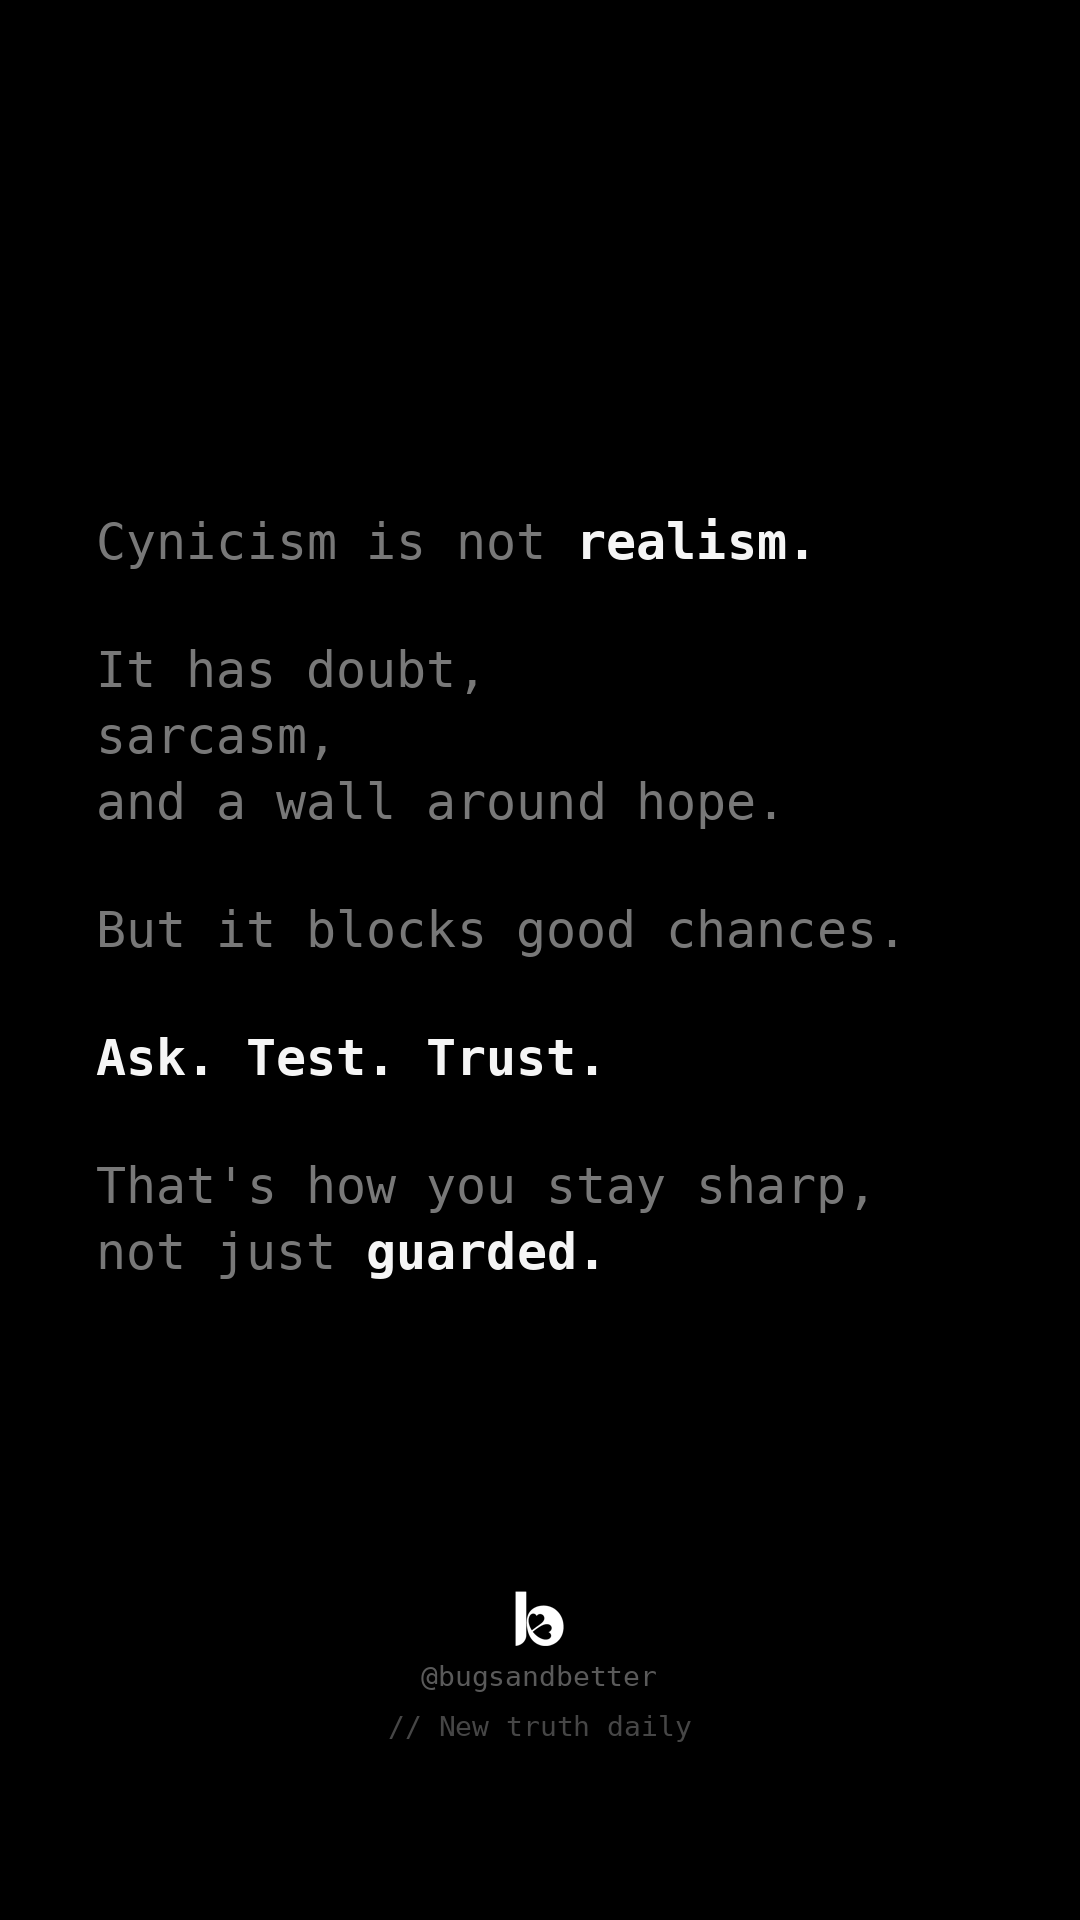 Cynicism is not realism.
It has doubt,
sarcasm,
and a wall around hope.
But it blocks good chances.
Ask. Test. Trust.
That's how you stay sharp,
not just guarded.
b
@bugsandbetter
// New truth daily